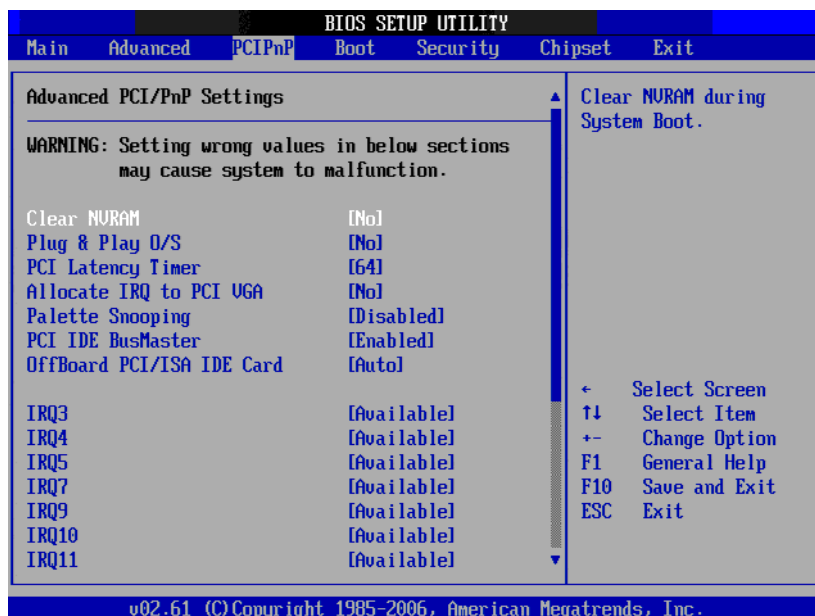 BIOS SETUP UTILITY
Main Advanced PCIPnP Boot Security Chipset Exit
Advanced PCI/PnP Settings
WARNING: Setting wrong values in below sections
may cause system to malfunction.
Clear NVRAM [No]
Plug & Play O/S [No]
PCI Latency Timer [64]
Allocate IRQ to PCI VGA [No]
Palette Snooping [Disabled]
PCI IDE BusMaster [Enabled]
OffBoard PCI/ISA IDE Card [Auto]
IRQ3 [Available]
IRQ4 [Available]
IRQ5 [Available]
IRQ7 [Available]
IRQ9 [Available]
IRQ10 [Available]
IRQ11 [Available]
Clear NVRAM during
System Boot.
← Select Screen
↑↓ Select Item
+- Change Option
F1 General Help
F10 Save and Exit
ESC Exit
v02.61 (C)Copyright 1985-2006, American Megatrends, Inc.